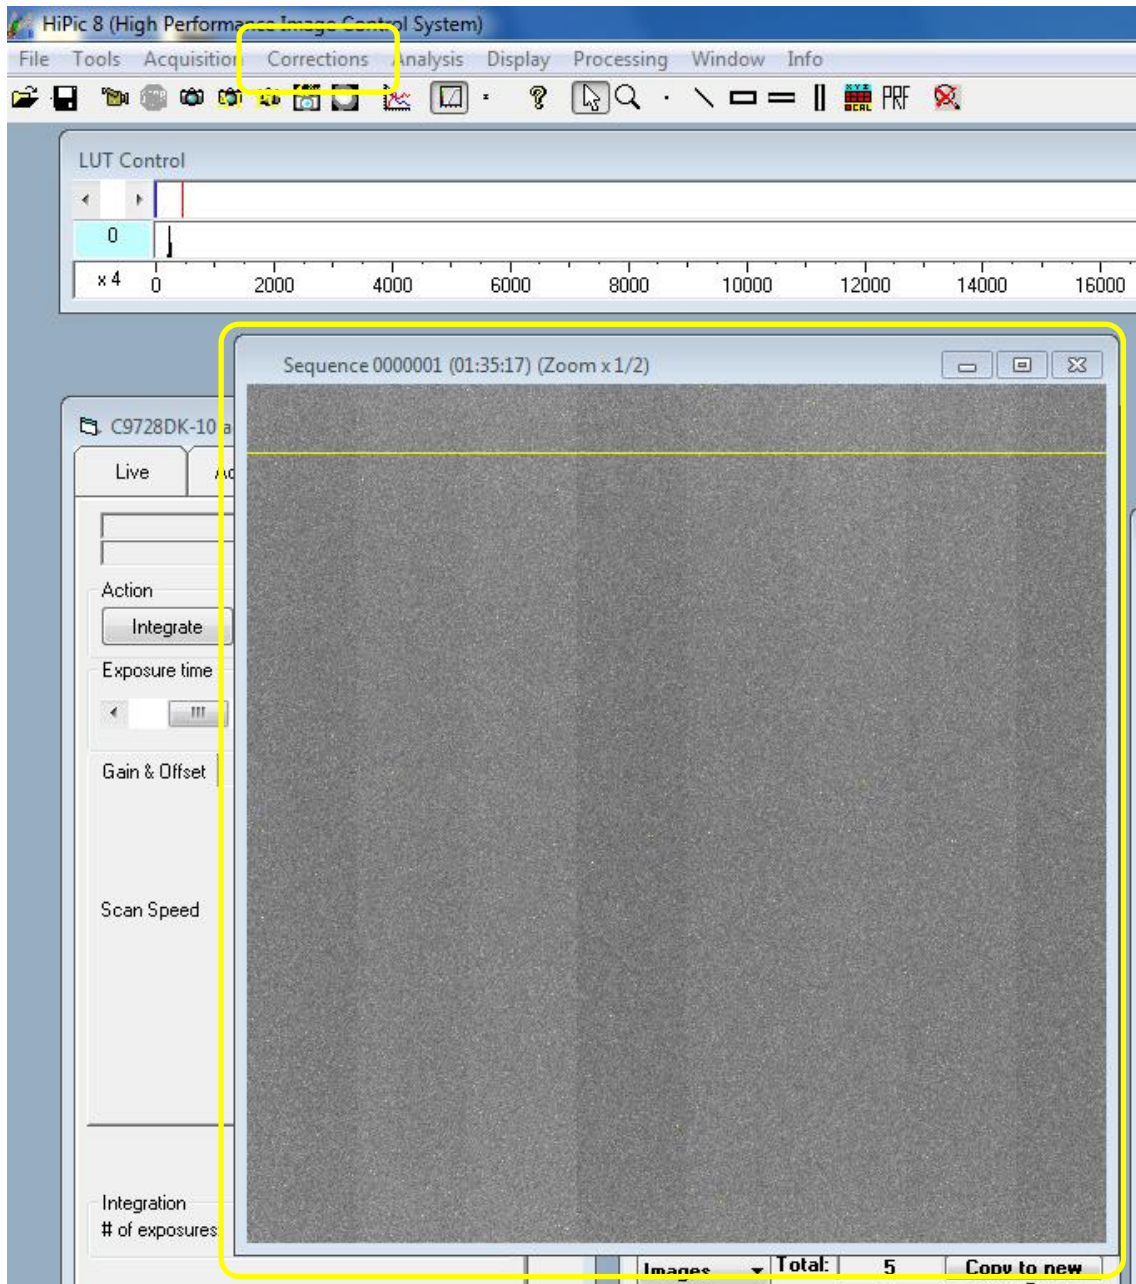 HiPic 8 (High Performance Image Control System)
File Tools Acquisition Corrections Analysis Display Processing Window Info
PRF
LUT Control
0
x 4 0 2000 4000 6000 8000 10000 12000 14000 16000
Sequence 0000001 (01:35:17) (Zoom x 1/2)
C9728DK-10
Live
Action
Integrate
Exposure time
Gain & Offset
Scan Speed
Integration
# of exposures
Images Total: 5 Copy to new